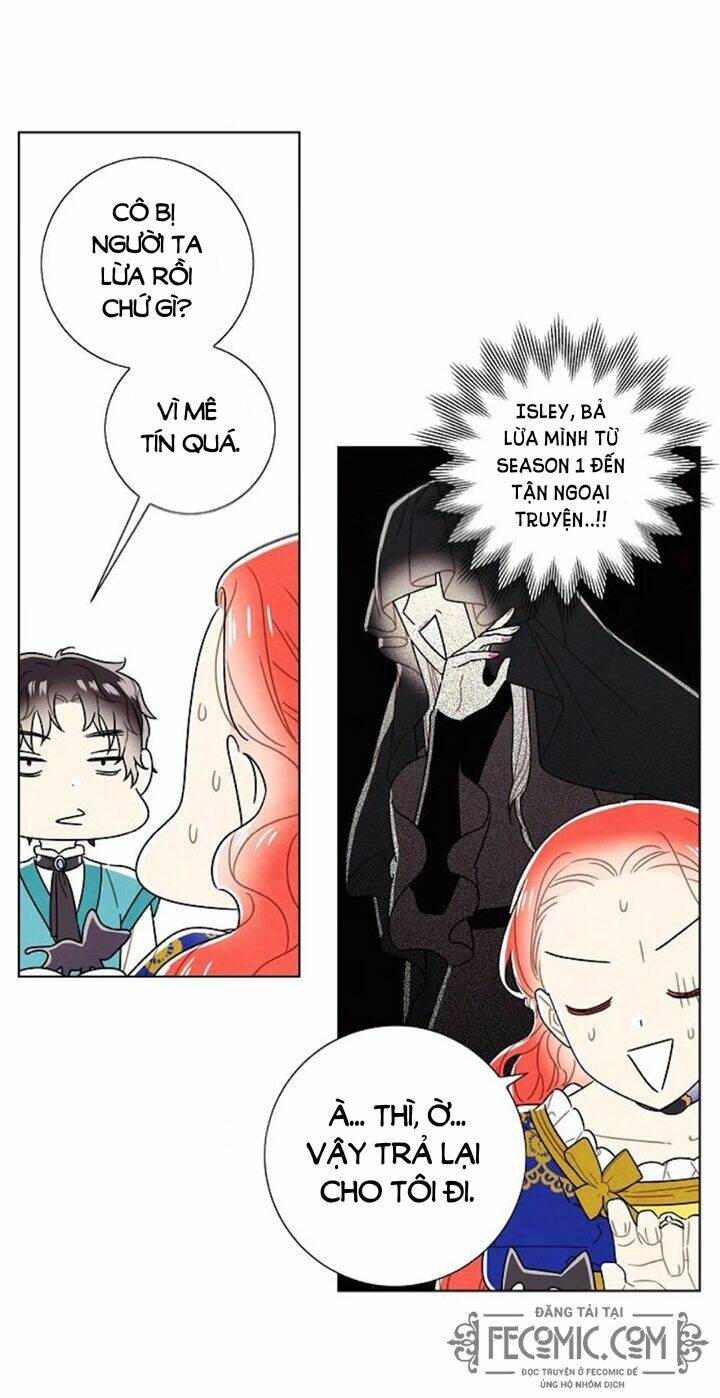 CÔ BỊ
NGƯỜI TA
LỪA RỒI
CHỨ GÌ?
VÌ MÊ
TÍN QUÁ.
ISLEY, BẢ
LỪA MÌNH TỪ
SEASON 1 ĐẾN
TẬN NGOẠI
TRUYỆN..!!
À... THÌ, Ờ...
VẬY TRẢ LẠI
CHO TÔI ĐI.
ĐĂNG TẢI TẠI
FECOMIC.COM
ĐỌC TRUYỆN Ở FECOMIC ĐỂ
ỦNG HỘ NHÓM DỊCH